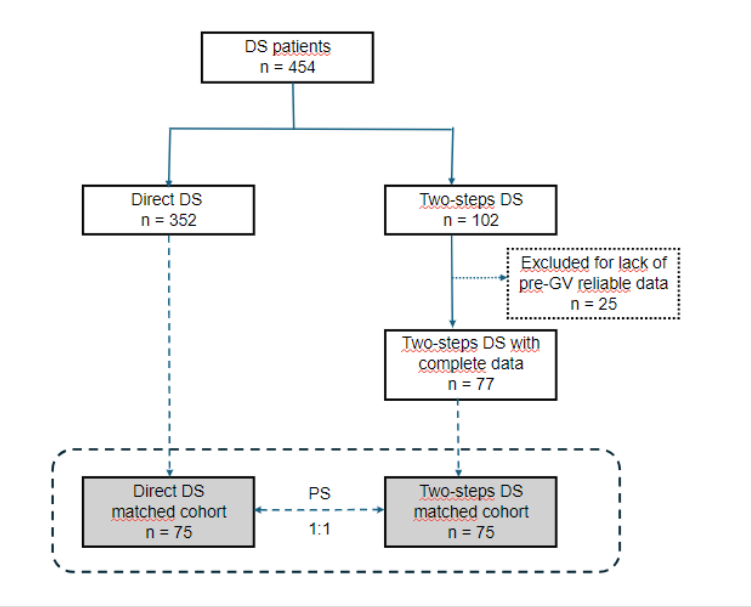 DS patients
n = 454
Direct DS
n = 352
Two-steps DS
n = 102
Excluded for lack of
pre-GV reliable data
n = 25
Two-steps DS with
complete data
n = 77
Direct DS
matched cohort
n = 75
PS
1:1
Two-steps DS
matched cohort
n = 75